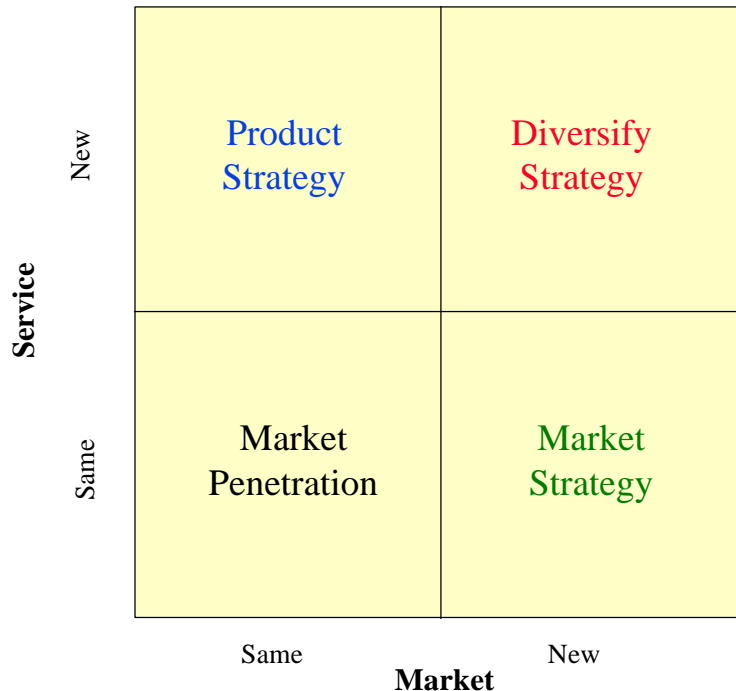 New
Product
Strategy
Diversify
Strategy
Service
Same
Market
Penetration
Market
Strategy
Same
New
Market